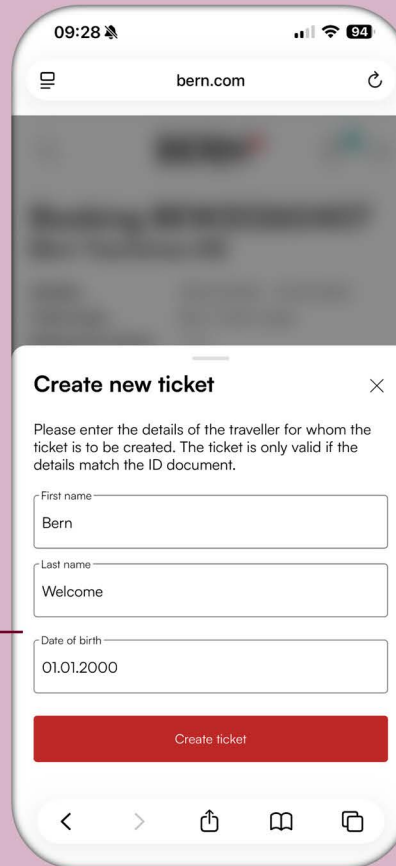 09:28
94
bern.com
Create new ticket
Please enter the details of the traveller for whom the
ticket is to be created. The ticket is only valid if the
details match the ID document.
First name
Bern
Last name
Welcome
Date of birth
01.01.2000
Create ticket